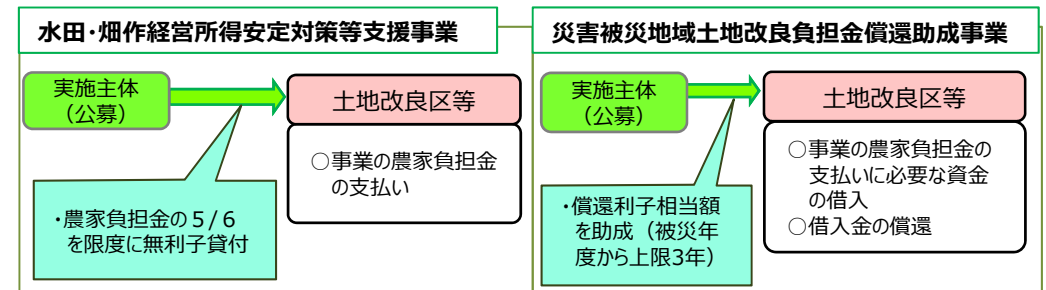 水田・畑作経営所得安定対策等支援事業
実施主体
（公募）
土地改良区等
○事業の農家負担金
の支払い
・農家負担金の５/６
を限度に無利子貸付
災害被災地域土地改良負担金償還助成事業
実施主体
（公募）
土地改良区等
○事業の農家負担金の
支払いに必要な資金
の借入
○借入金の償還
・償還利子相当額
を助成（被災年
度から上限3年）